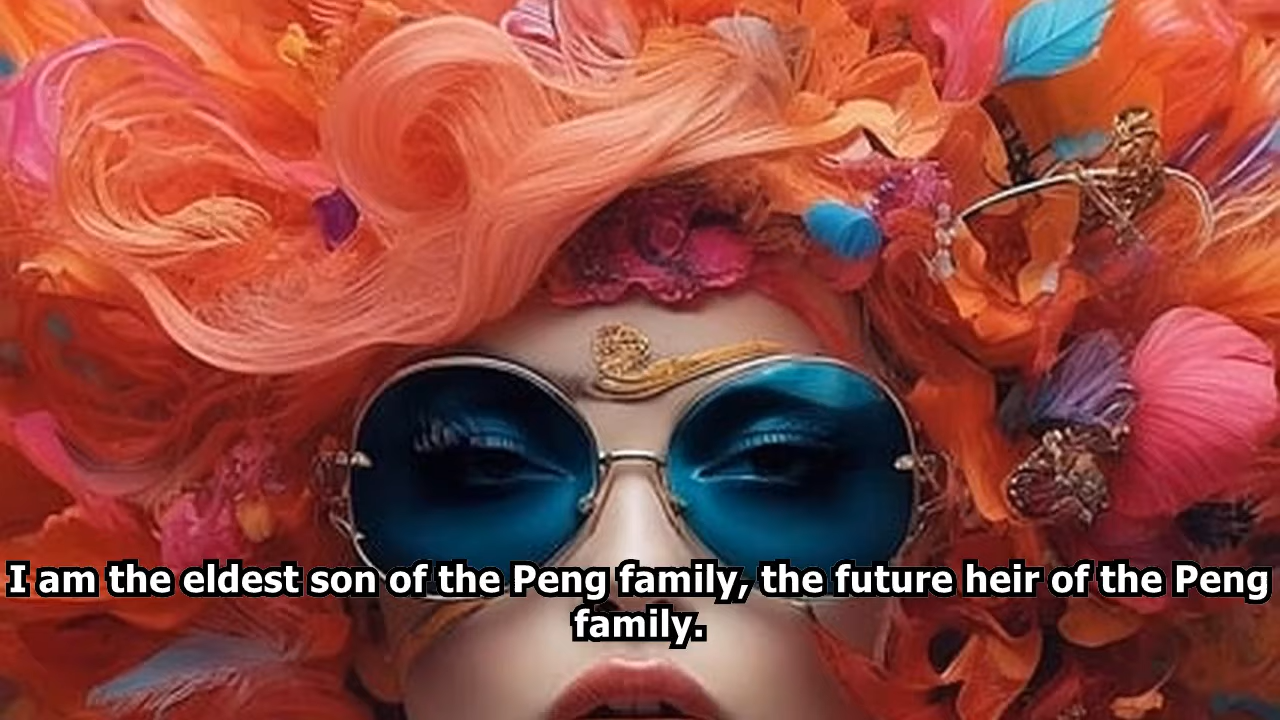 I am the eldest son of the Peng family, the future heir of the Peng
family.